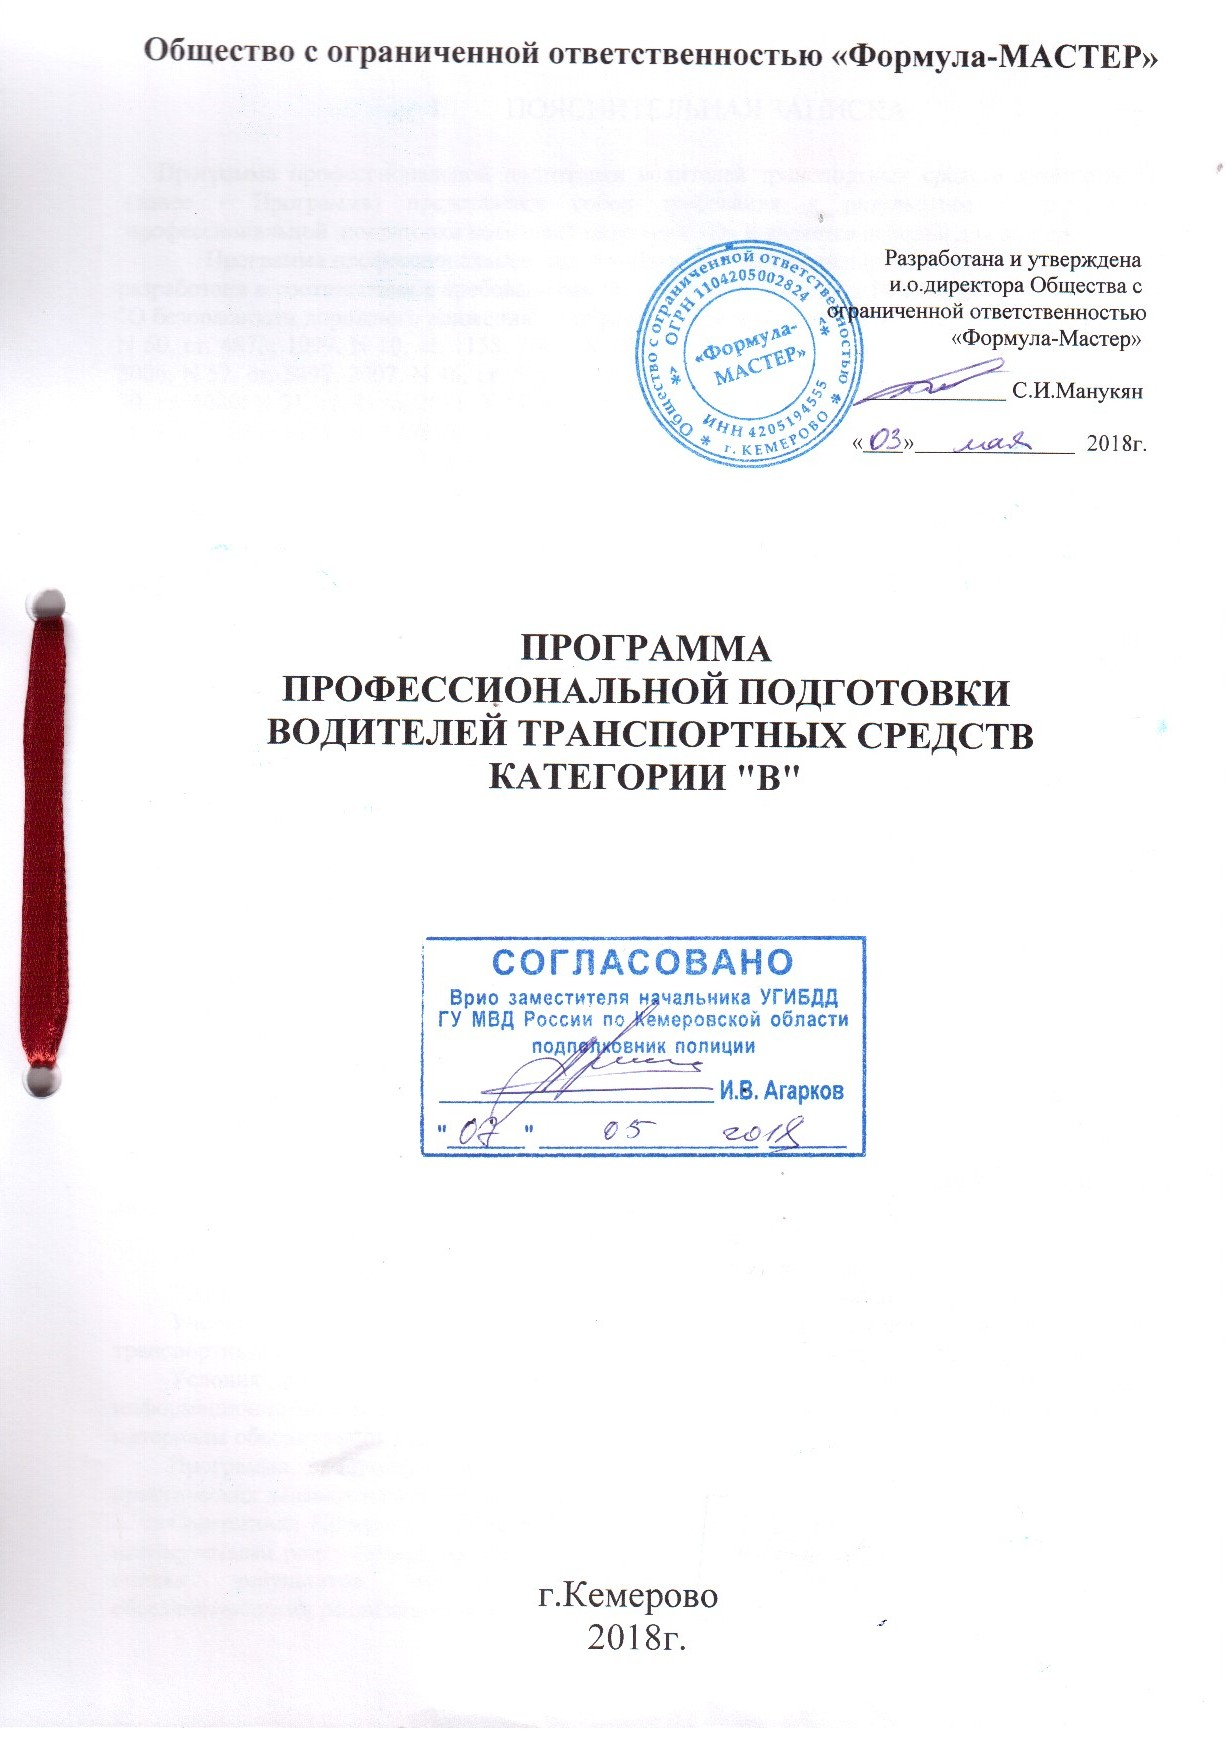 Общество с ограниченной ответственностью «Формула-МАСТЕР»
Разработана и утверждена
и.о.директора Общества с
ограниченной ответственностью
«Формула-Мастер»
С.И.Манукян
«03» мая 2018г.
Общество с ограниченной ответственностью
ОГРН 1104205002824
«Формула-
МАСТЕР»
ИНН 4205194555
г. КЕМЕРОВО
ПРОГРАММА
ПРОФЕССИОНАЛЬНОЙ ПОДГОТОВКИ
ВОДИТЕЛЕЙ ТРАНСПОРТНЫХ СРЕДСТВ
КАТЕГОРИИ "В"
СОГЛАСОВАНО
Врио заместителя начальника УГИБДД
ГУ МВД России по Кемеровской области
подполковник полиции
И.В. Агарков
"07" 05 2018
г.Кемерово
2018г.